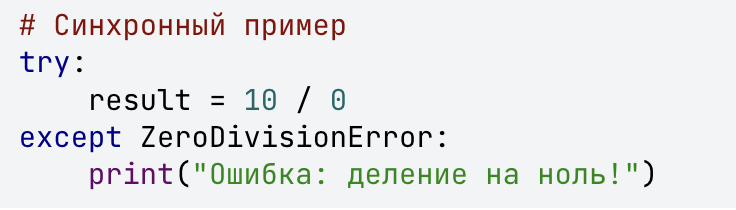 # Синхронный пример
try:
    result = 10 / 0
except ZeroDivisionError:
    print("Ошибка: деление на ноль!")